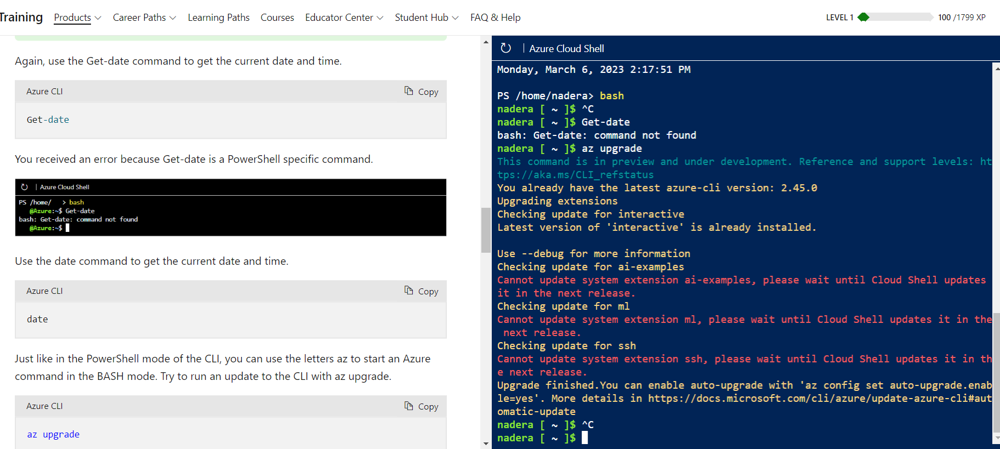 Training Products Career Paths Learning Paths Courses Educator Center Student Hub FAQ & Help LEVEL 1 100 /1799 XP
Again, use the Get-date command to get the current date and time.
Azure CLI Copy
Get-date
You received an error because Get-date is a PowerShell specific command.
| Azure Cloud Shell
PS /home/ > bash
@Azure:~$ Get-date
bash: Get-date: command not found
@Azure:~$
Use the date command to get the current date and time.
Azure CLI Copy
date
Just like in the PowerShell mode of the CLI, you can use the letters az to start an Azure
command in the BASH mode. Try to run an update to the CLI with az upgrade.
Azure CLI Copy
az upgrade
| Azure Cloud Shell
Monday, March 6, 2023 2:17:51 PM
PS /home/nadera> bash
nadera [ ~ ]$ ^C
nadera [ ~ ]$ Get-date
bash: Get-date: command not found
nadera [ ~ ]$ az upgrade
This command is in preview and under development. Reference and support levels: ht
tps://aka.ms/CLI_refstatus
You already have the latest azure-cli version: 2.45.0
Upgrading extensions
Checking update for interactive
Latest version of 'interactive' is already installed.
Use --debug for more information
Checking update for ai-examples
Cannot update system extension ai-examples, please wait until Cloud Shell updates
it in the next release.
Checking update for ml
Cannot update system extension ml, please wait until Cloud Shell updates it in the
next release.
Checking update for ssh
Cannot update system extension ssh, please wait until Cloud Shell updates it in th
e next release.
Upgrade finished.You can enable auto-upgrade with 'az config set auto-upgrade.enab
le=yes'. More details in https://docs.microsoft.com/cli/azure/update-azure-cli#aut
omatic-update
nadera [ ~ ]$ ^C
nadera [ ~ ]$